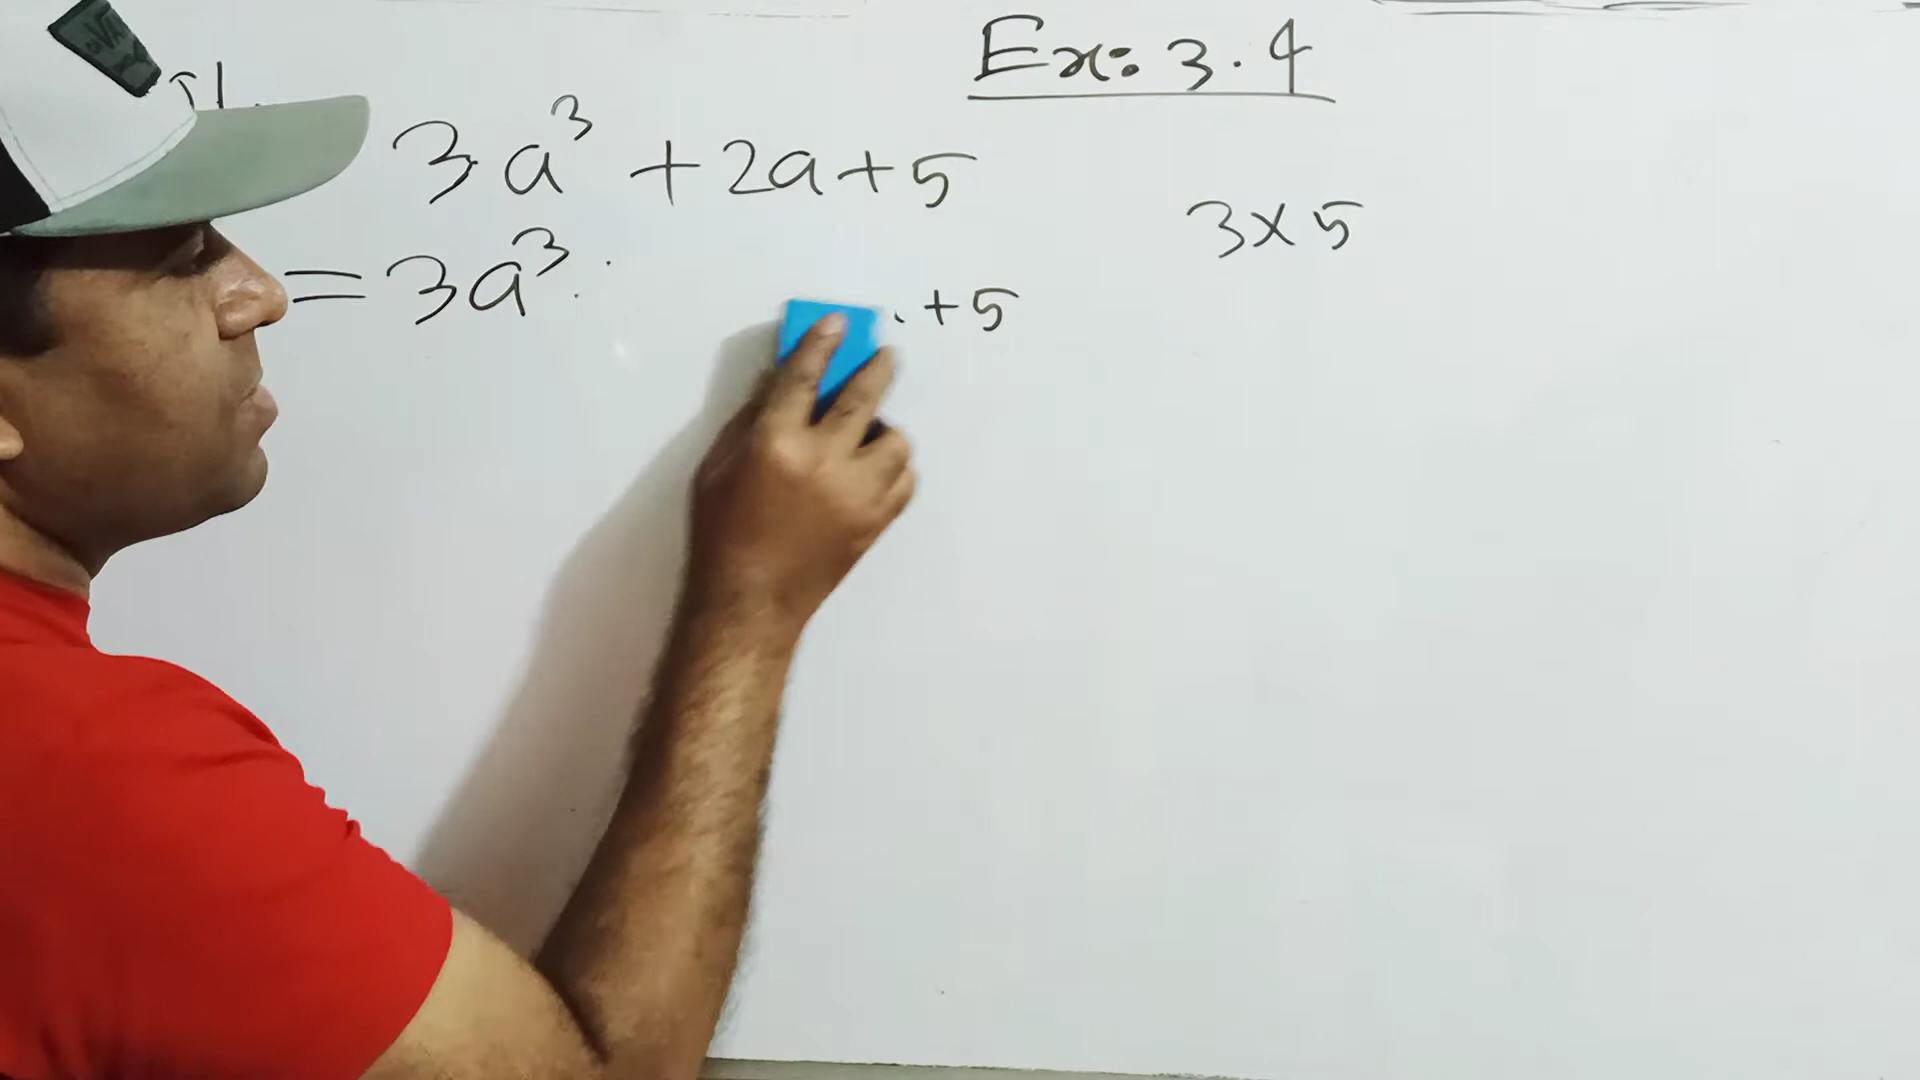 Ex: 3.4
3a³ + 2a + 5
3 × 5
= 3a³ + 5